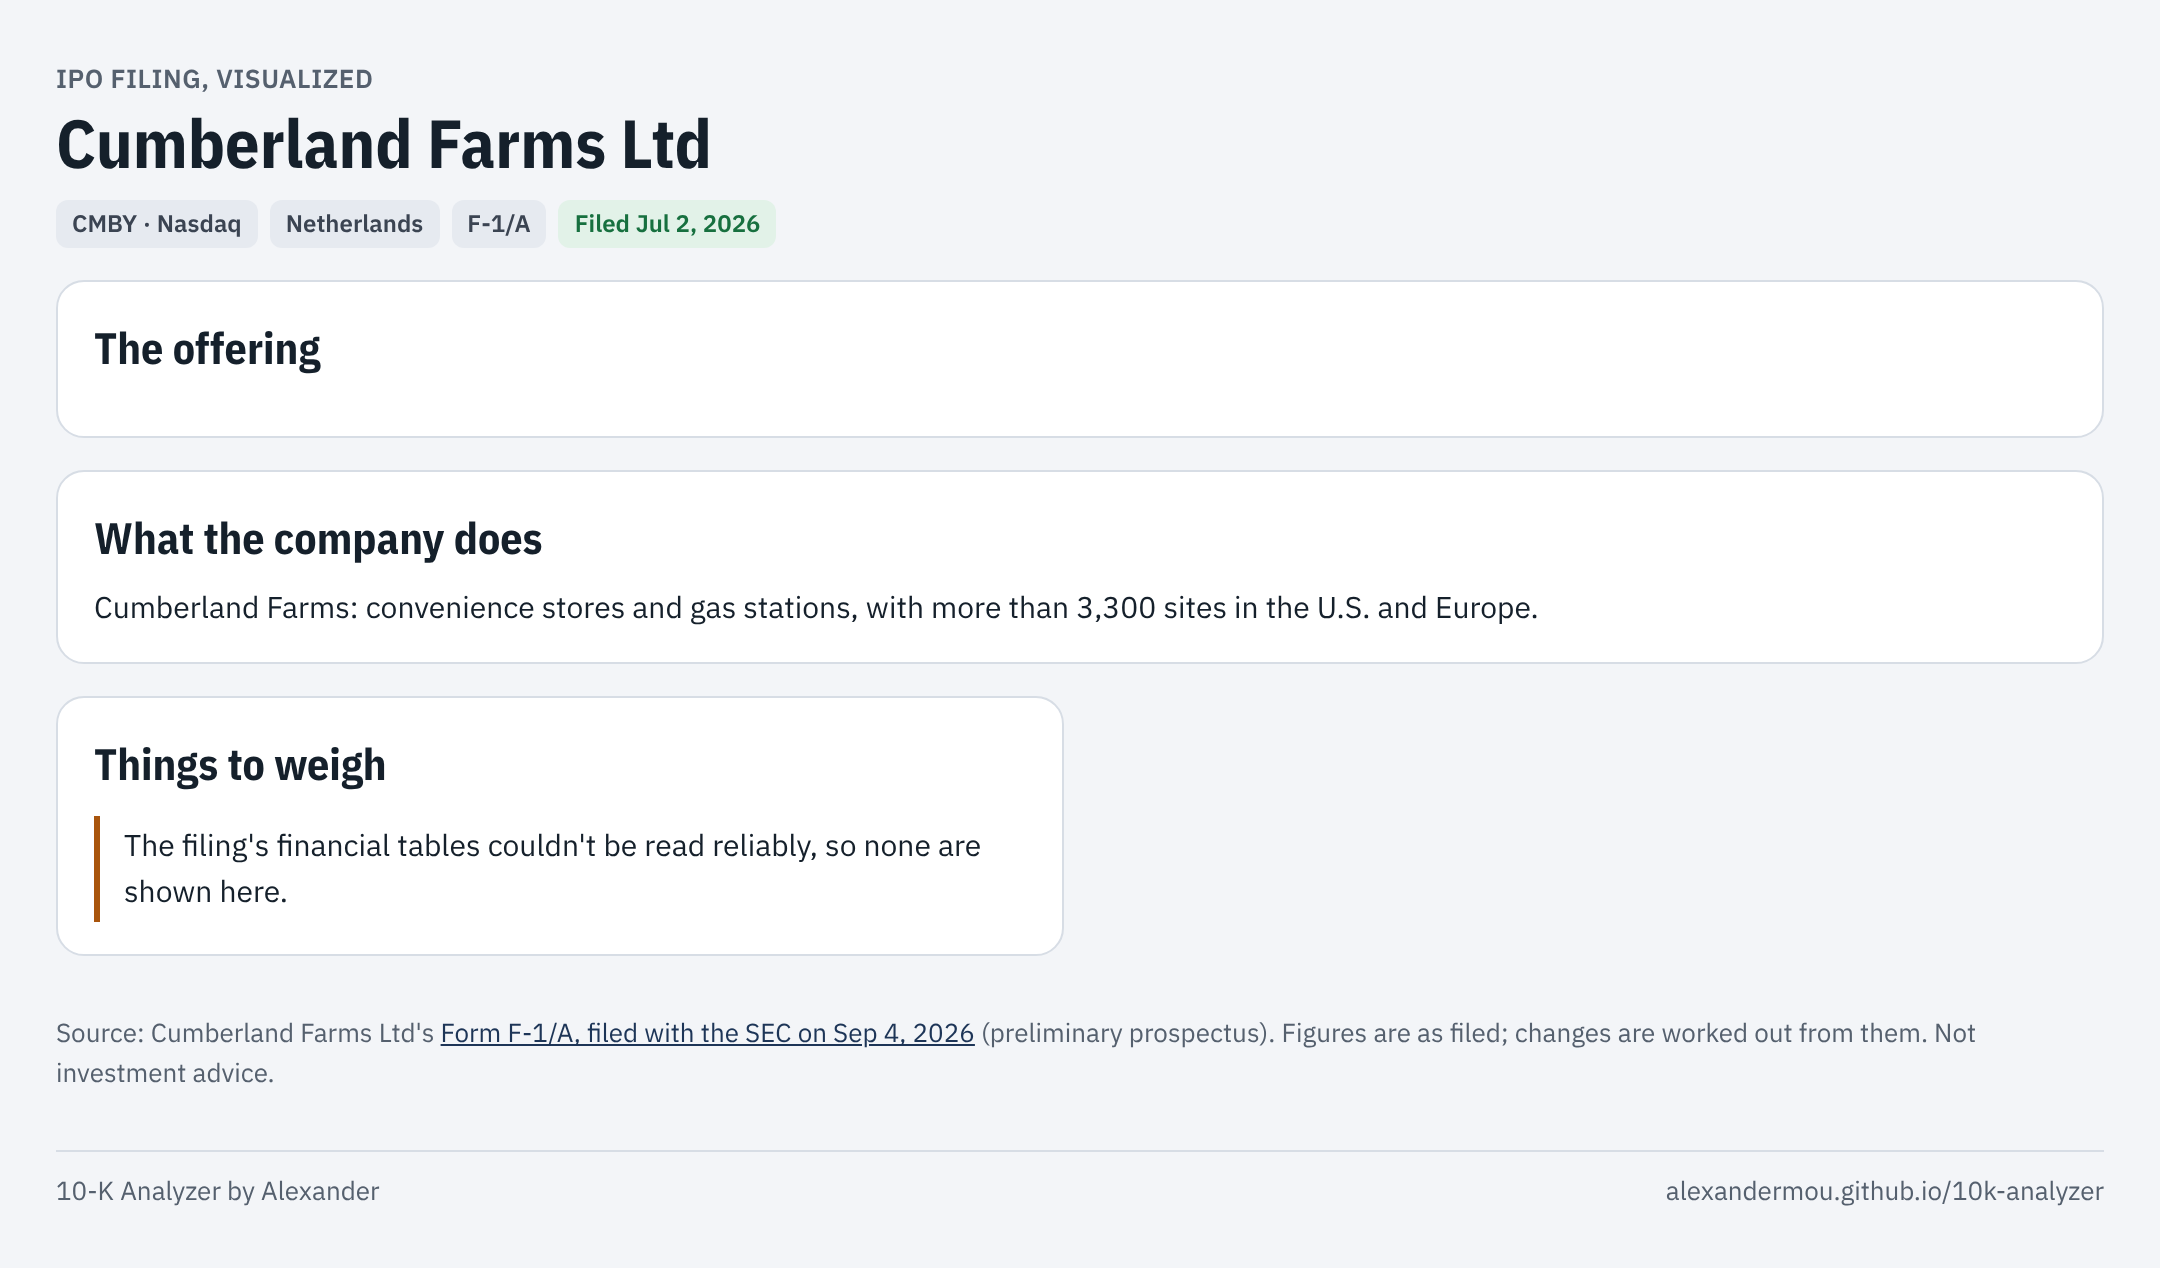 IPO FILING, VISUALIZED
Cumberland Farms Ltd
CMBY · Nasdaq Netherlands F-1/A Filed Jul 2, 2026
The offering
What the company does
Cumberland Farms: convenience stores and gas stations, with more than 3,300 sites in the U.S. and Europe.
Things to weigh
The filing's financial tables couldn't be read reliably, so none are
shown here.
Source: Cumberland Farms Ltd's Form F-1/A, filed with the SEC on Sep 4, 2026 (preliminary prospectus). Figures are as filed; changes are worked out from them. Not
investment advice.
10-K Analyzer by Alexander
alexandermou.github.io/10k-analyzer